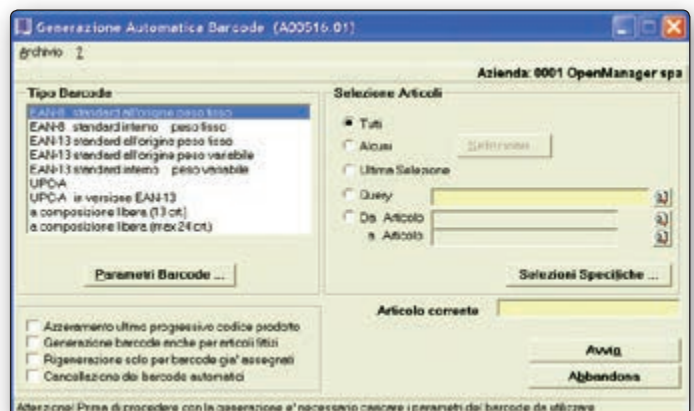 Generazione Automatica Barcode (A00516.01)
Archivio ?
Azienda: 0001 OpenManager spa
Tipo Barcode
EAN-8 standard all'origine peso fisso
EAN-8 standard interno peso fisso
EAN-13 standard all'origine peso fisso
EAN-13 standard all'origine peso variabile
EAN-13 standard interno peso variabile
UPC-A
UPC-A in versione EAN-13
a composizione libera (13 crt)
a composizione libera (max 24 crt)
Parametri Barcode ...
Selezione Articoli
Tutti
Alcuni
Selezione
Ultima Selezione
Query
Da Articolo
a Articolo
Selezioni Specifiche ...
Articolo corrente
Azzeramento ultimo progressivo codice prodotto
Generazione barcode anche per articoli fittizi
Rigenerazione solo per barcode gia' assegnati
Cancellazione dei barcode automatici
Avvia
Abbandona
Attenzione! Prima di procedere con la generazione e' necessario caricare i parametri del barcode da utilizzare